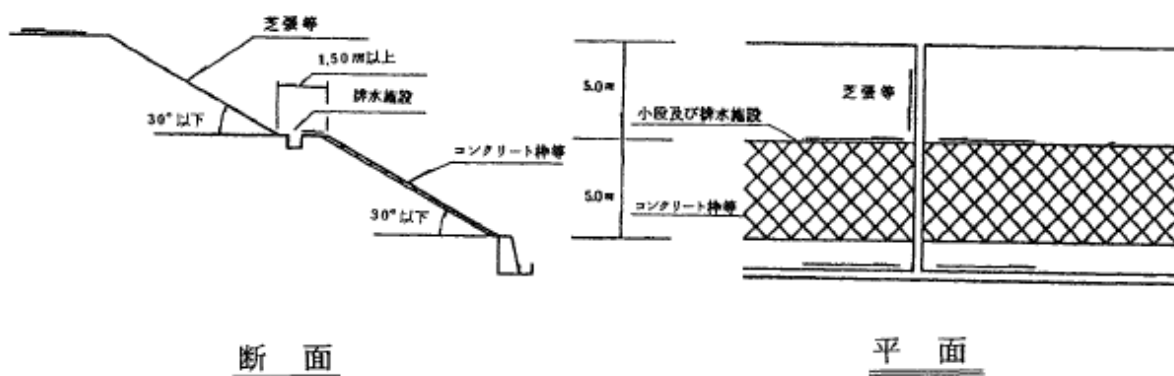 芝張等
1.50m以上
排水施設
30°以下
コンクリート枠等
30°以下
断面
5.0m
芝張等
小段及び排水施設
5.0m
コンクリート枠等
平面